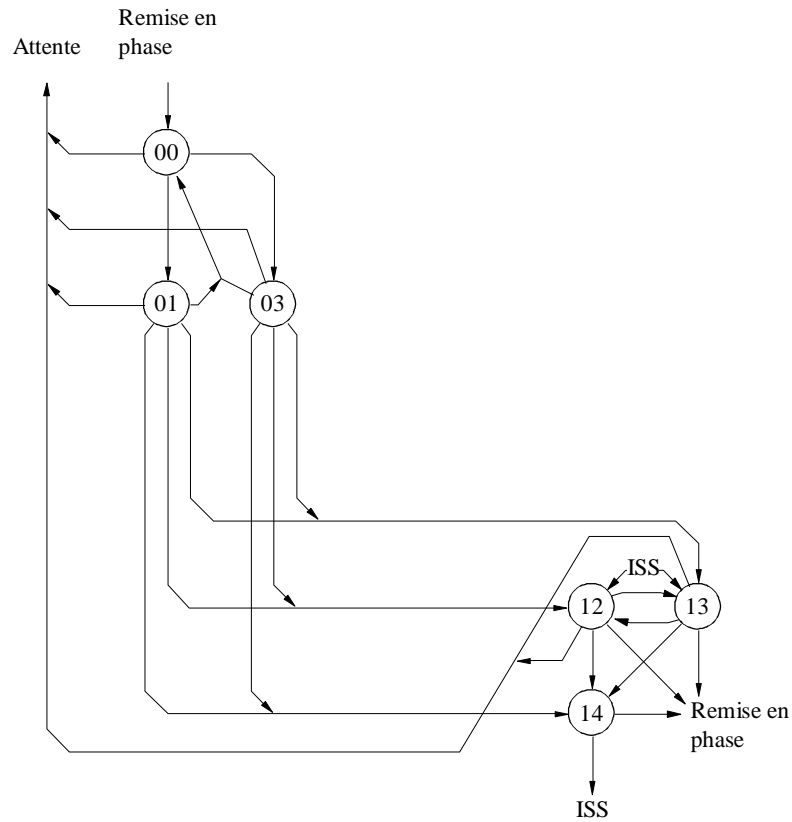 Remise en
phase
Attente
00
01
03
ISS
12
13
14
Remise en
phase
ISS